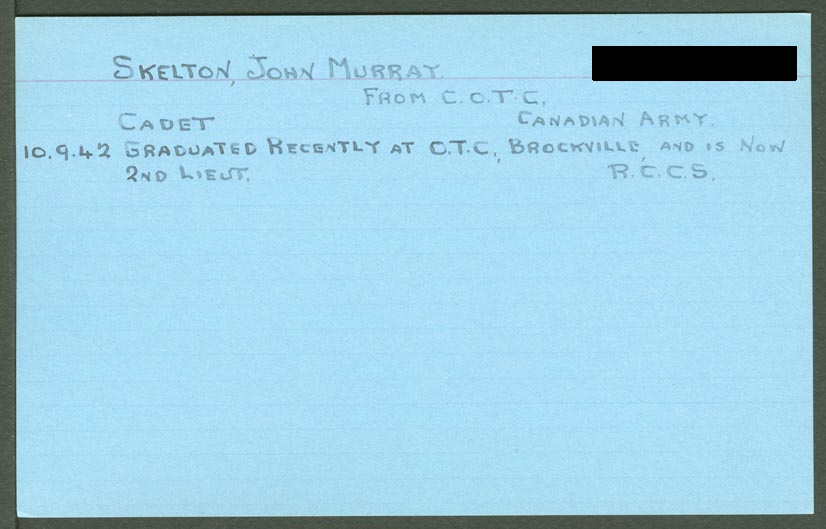 SKELTON, JOHN MURRAY.
FROM C.O.T.C.
CADET CANADIAN ARMY.
10.9.42 GRADUATED RECENTLY AT O.T.C., BROCKVILLE, AND IS NOW
2ND LIEUT. R.C.C.S.